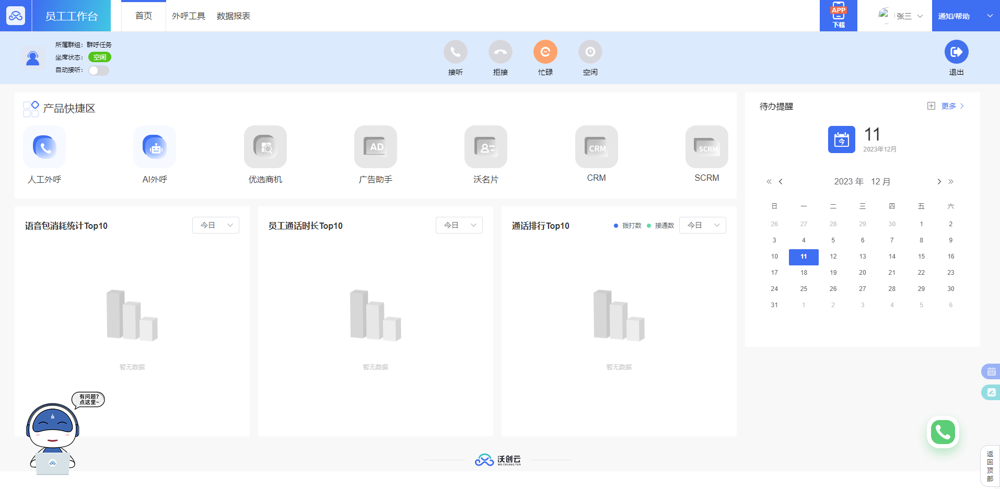 员工工作台
首页 外呼工具 数据报表
APP
下载
张三
通知/帮助
所属群组：群呼任务
坐席状态：空闲
自动接听：
接听 拒接 忙碌 空闲
退出
产品快捷区
AD
CRM
SCRM
人工外呼 AI外呼 优选商机 广告助手 沃名片 CRM SCRM
待办提醒
更多
今
11
2023年12月
2023 年 12 月
日 一 二 三 四 五 六
26 27 28 29 30 1 2
3 4 5 6 7 8 9
10 11 12 13 14 15 16
17 18 19 20 21 22 23
24 25 26 27 28 29 30
31 1 2 3 4 5 6
语音包消耗统计Top10 今日
暂无数据
员工通话时长Top10 今日
暂无数据
通话排行Top10 拨打数 接通数 今日
暂无数据
有问题？
点这里~
沃创云
WO CHUANG YUN
返
回
顶
部